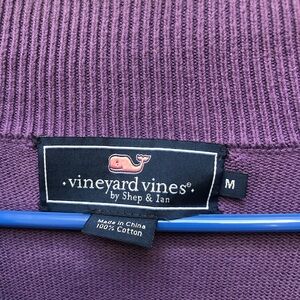 ·vineyard vines®
by Shep & Ian
M
Made in China
100% Cotton